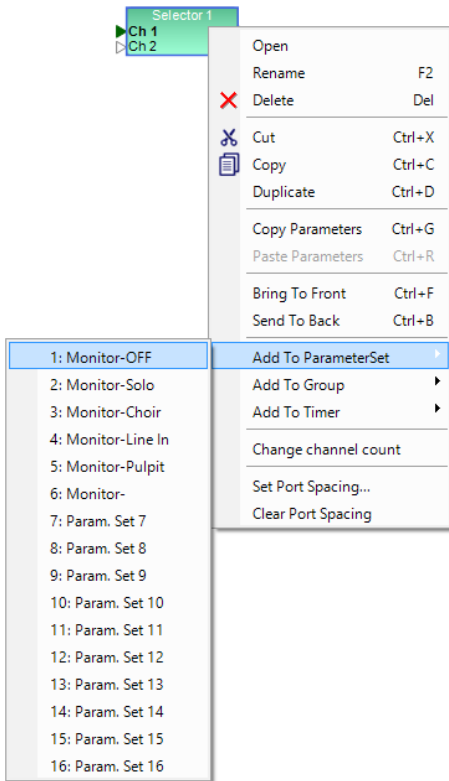 Selector 1
Ch 1
Ch 2
Open
Rename F2
Delete Del
Cut Ctrl+X
Copy Ctrl+C
Duplicate Ctrl+D
Copy Parameters Ctrl+G
Paste Parameters Ctrl+R
Bring To Front Ctrl+F
Send To Back Ctrl+B
Add To ParameterSet
Add To Group
Add To Timer
Change channel count
Set Port Spacing...
Clear Port Spacing
1: Monitor-OFF
2: Monitor-Solo
3: Monitor-Choir
4: Monitor-Line In
5: Monitor-Pulpit
6: Monitor-
7: Param. Set 7
8: Param. Set 8
9: Param. Set 9
10: Param. Set 10
11: Param. Set 11
12: Param. Set 12
13: Param. Set 13
14: Param. Set 14
15: Param. Set 15
16: Param. Set 16